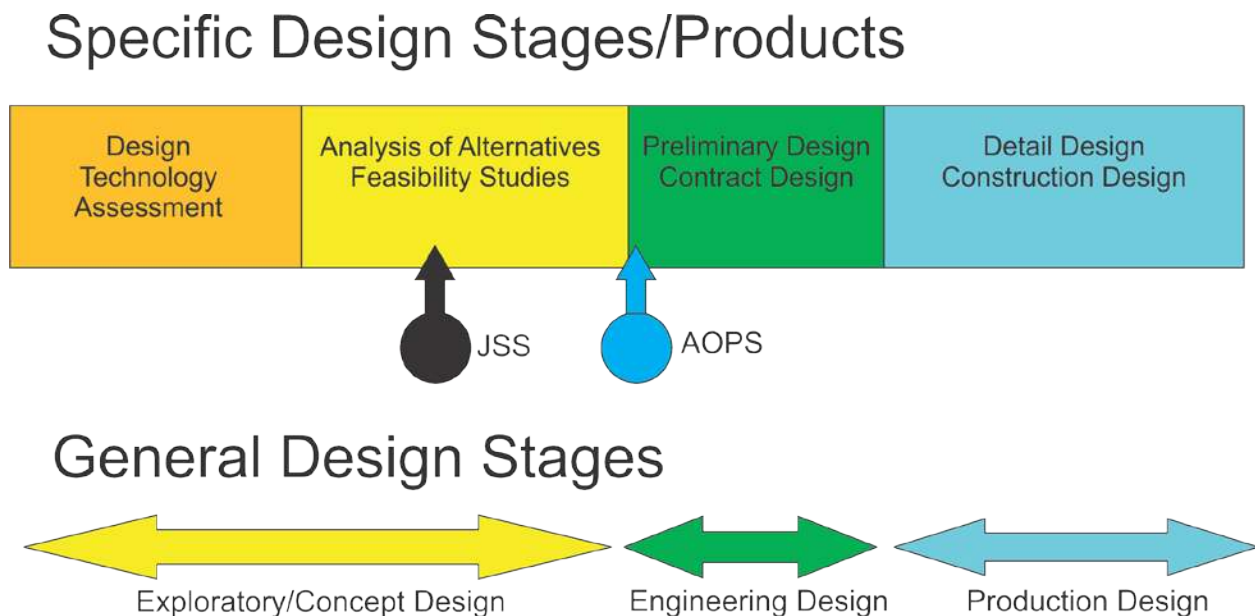 Specific Design Stages/Products
Design
Technology
Assessment
Analysis of Alternatives
Feasibility Studies
Preliminary Design
Contract Design
Detail Design
Construction Design
JSS
AOPS
General Design Stages
Exploratory/Concept Design
Engineering Design
Production Design